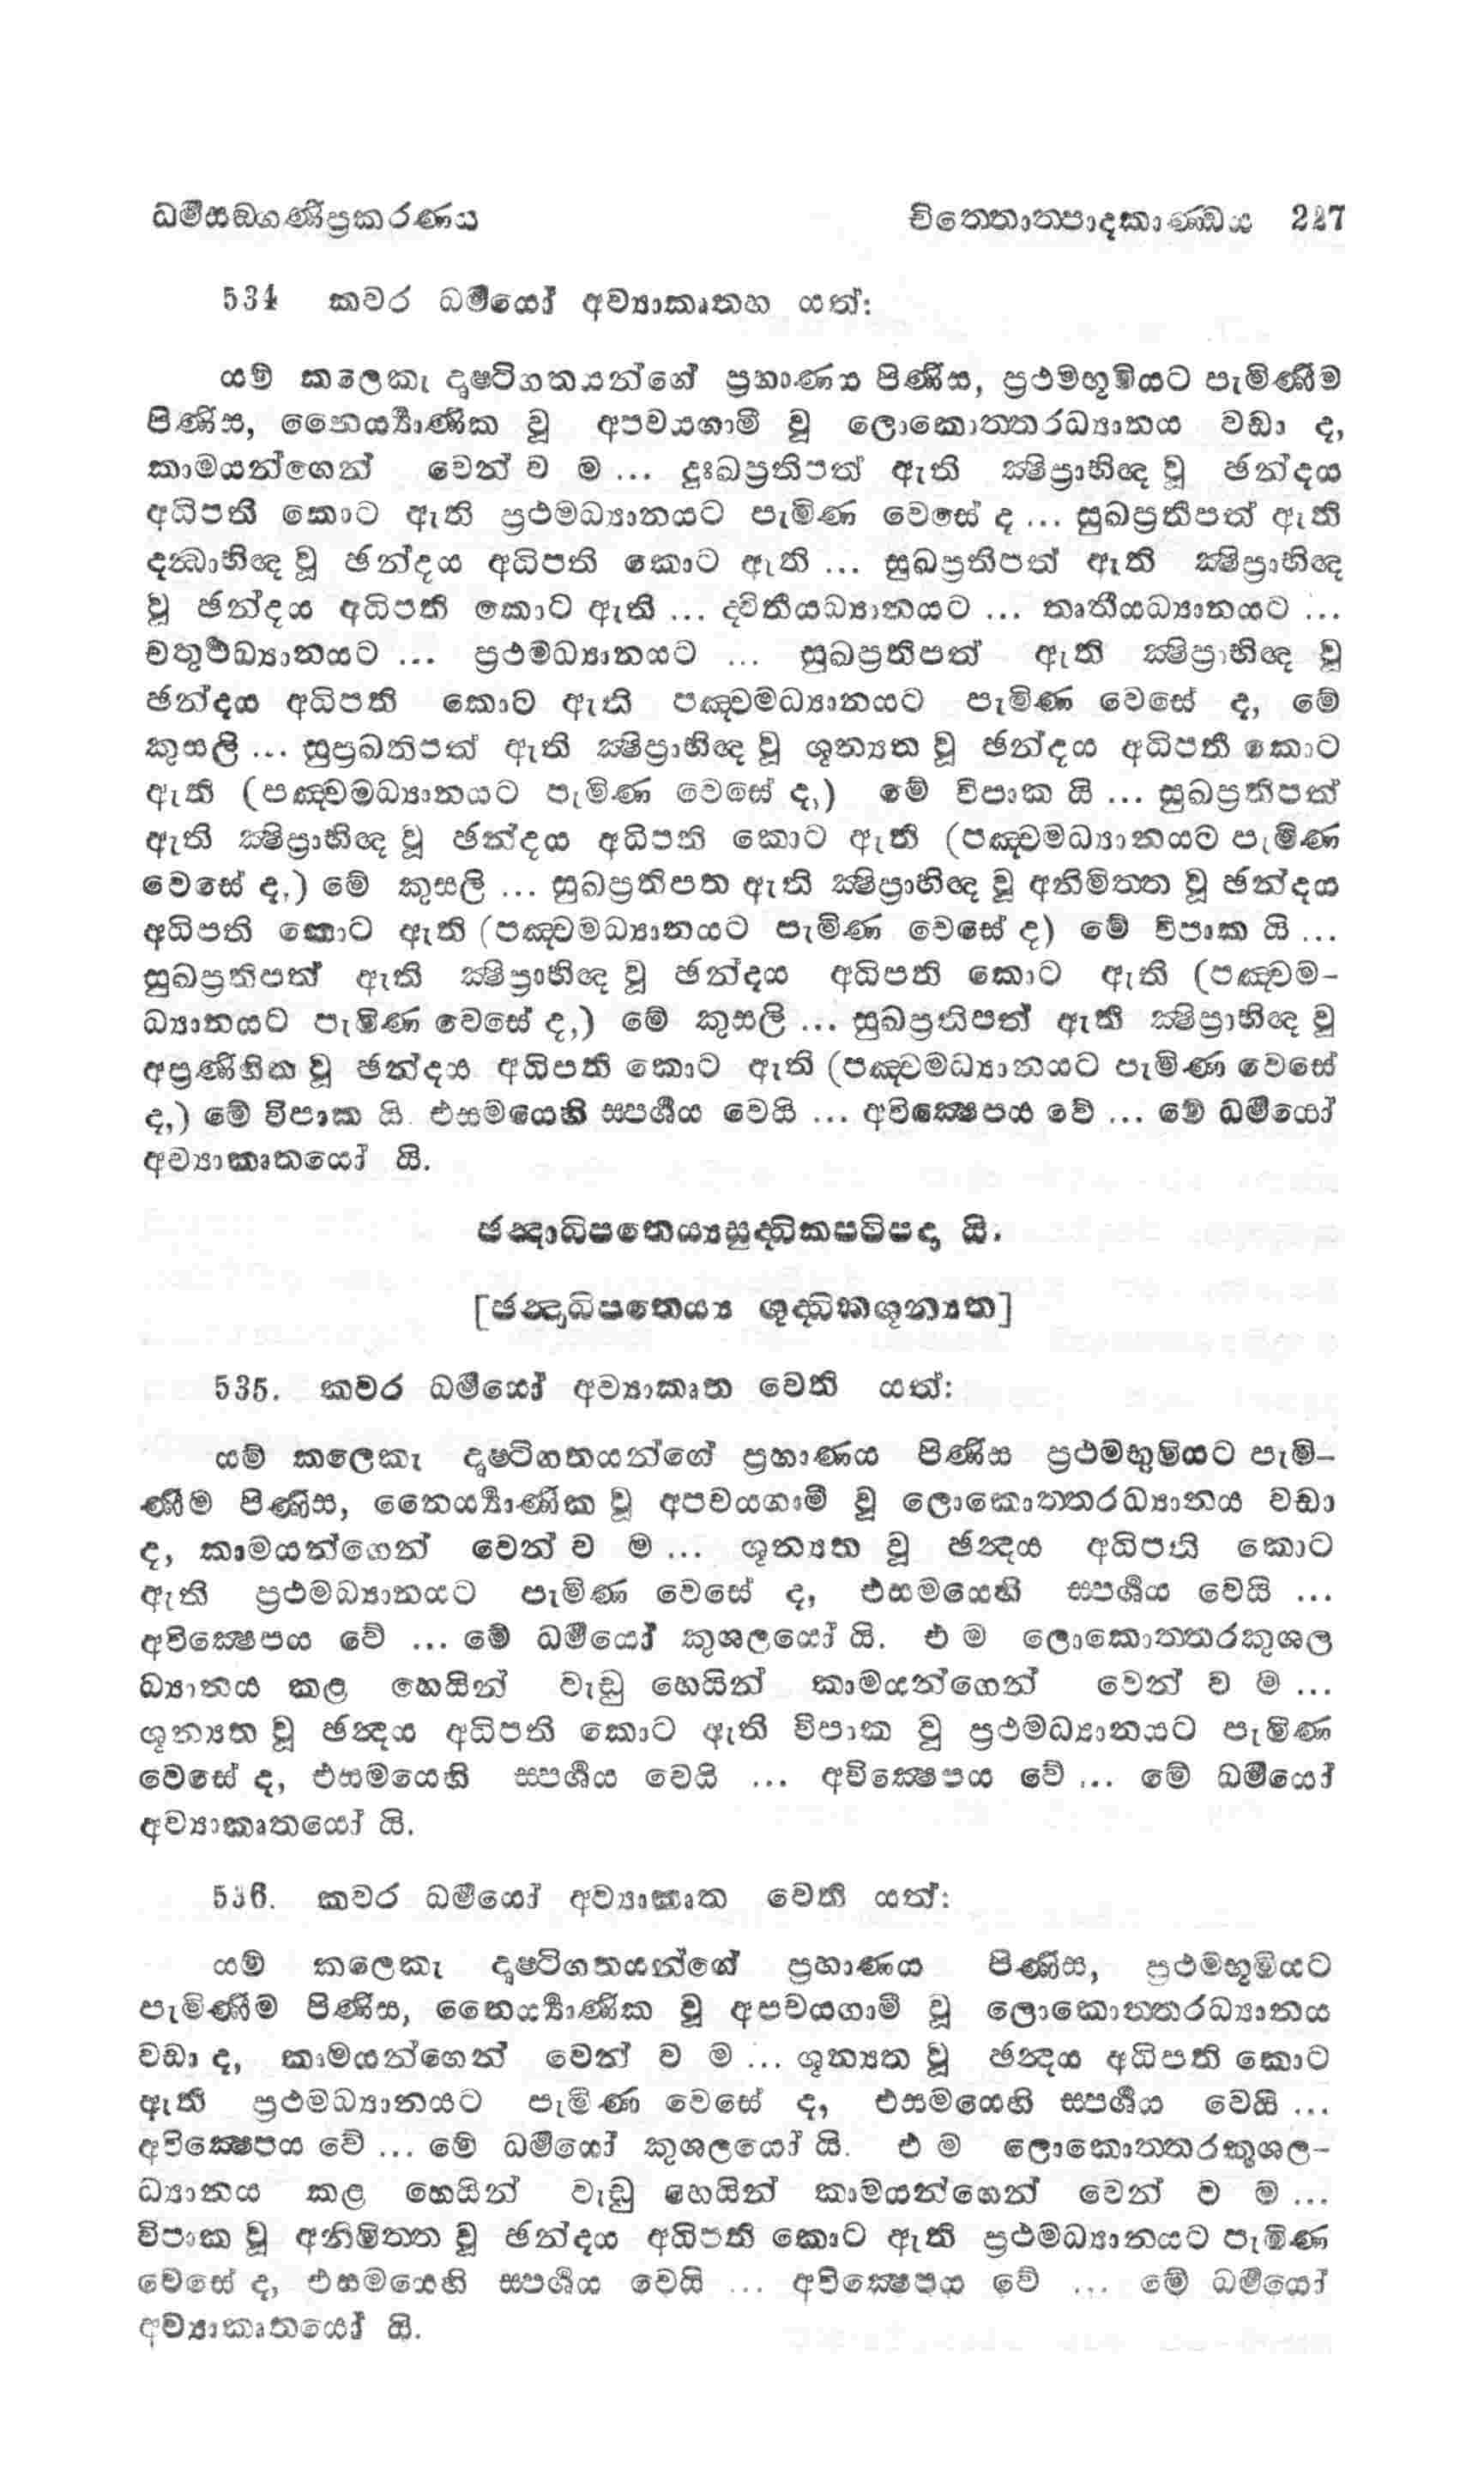 ධර්මසඞගණිප්‍රකරණය චිතෙතාත්පාදකාණ්ඩය 227
534 කවර ධර්මයෝ අව්‍යාකෘතහ යත්:
යම් කලෙකැ දෘෂ්ටිගතයන්ගේ ප්‍රහාණය පිණිස, ප්‍රථමභූමියට පැමිණීම
පිණිස, නෛර්ය්‍යාණික වූ අපචයගාමී වූ ලොකොත්තරධ්‍යානය වඩා ද,
කාමයන්ගෙන් වෙන් ව ම ... දුඃඛප්‍රතිපත් ඇති ක්‍ෂිප්‍රාභිඥ වූ ඡන්දය
අධිපති කොට ඇති ප්‍රථමධ්‍යානයට පැමිණ වෙසේ ද ... සුඛප්‍රතිපත් ඇති
දන්‍ධාභිඥ වූ ඡන්දය අධිපති කොට ඇති ... සුඛප්‍රතිපත් ඇති ක්‍ෂිප්‍රාභිඥ
වූ ඡන්දය අධිපති කොට ඇති ... ද්විතීයධ්‍යානයට ... තෘතීයධ්‍යානයට ...
චතුර්ථධ්‍යානයට ... ප්‍රථමධ්‍යානයට ... සුඛප්‍රතිපත් ඇති ක්‍ෂිප්‍රාභිඥ වූ
ඡන්දය අධිපති කොට ඇති පඤ්චමධ්‍යානයට පැමිණ වෙසේ ද, මේ
කුසලි ... සුප්‍රඛතිපත් ඇති ක්‍ෂිප්‍රාභිඥ වූ ශූන්‍යත වූ ඡන්දය අධිපති කොට
ඇති (පඤ්චමධ්‍යානයට පැමිණ වෙසේ ද,) මේ විපාක යි ... සුඛප්‍රතිපත්
ඇති ක්‍ෂිප්‍රාභිඥ වූ ඡන්දය අධිපති කොට ඇති (පඤ්චමධ්‍යානයට පැමිණ
වෙසේ ද,) මේ කුසලි ... සුඛප්‍රතිපත ඇති ක්‍ෂිප්‍රාභිඥ වූ අනිමිත්ත වූ ඡන්දය
අධිපති කොට ඇති (පඤ්චමධ්‍යානයට පැමිණ වෙසේ ද) මේ විපාක යි ...
සුඛප්‍රතිපත් ඇති ක්‍ෂිප්‍රාභිඥ වූ ඡන්දය අධිපති කොට ඇති (පඤ්චම-
ධ්‍යානයට පැමිණ වෙසේ ද,) මේ කුසලි ... සුඛප්‍රතිපත් ඇති ක්‍ෂිප්‍රාභිඥ වූ
අප්‍රණිහිත වූ ඡන්දය අධිපති කොට ඇති (පඤ්චමධ්‍යානයට පැමිණ වෙසේ
ද,) මේ විපාක යි. එසමයෙහි ස්පර්ශය වෙයි ... අවික්‍ෂෙපය වේ ... මේ ධර්මයෝ
අව්‍යාකෘතයෝ යි.
ඡන්‍දාධිපතෙය්‍යසුද්ධිකපටිපදා යි.
[ඡන්‍දාධිපතෙය්‍ය ශුද්ධිකශූන්‍යත]
535. කවර ධර්මයෝ අව්‍යාකෘත වෙති යත්:
යම් කලෙකැ දෘෂ්ටිගතයන්ගේ ප්‍රහාණය පිණිස ප්‍රථමභූමියට පැමි-
ණීම පිණිස, නෛර්ය්‍යාණික වූ අපචයගාමී වූ ලොකොත්තරධ්‍යානය වඩා
ද, කාමයන්ගෙන් වෙන් ව ම ... ශූන්‍යත වූ ඡන්‍දය අධිපති කොට
ඇති ප්‍රථමධ්‍යානයට පැමිණ වෙසේ ද, එසමයෙහි ස්පර්ශය වෙයි ...
අවික්‍ෂෙපය වේ ... මේ ධර්මයෝ කුශලයෝ යි. එ ම ලොකොත්තරකුශල
ධ්‍යානය කළ හෙයින් වැඩූ හෙයින් කාමයන්ගෙන් වෙන් ව ම ...
ශූන්‍යත වූ ඡන්‍දය අධිපති කොට ඇති විපාක වූ ප්‍රථමධ්‍යානයට පැමිණ
වෙසේ ද, එසමයෙහි ස්පර්ශය වෙයි ... අවික්‍ෂෙපය වේ ... මේ ධර්මයෝ
අව්‍යාකෘතයෝ යි.
536. කවර ධර්මයෝ අව්‍යාකෘත වෙති යත්:
යම් කලෙකැ දෘෂ්ටිගතයන්ගේ ප්‍රහාණය පිණිස, ප්‍රථමභූමියට
පැමිණීම පිණිස, නෛර්ය්‍යාණික වූ අපචයගාමී වූ ලොකොත්තරධ්‍යානය
වඩා ද, කාමයන්ගෙන් වෙන් ව ම ... ශූන්‍යත වූ ඡන්‍දය අධිපති කොට
ඇති ප්‍රථමධ්‍යානයට පැමිණ වෙසේ ද, එසමයෙහි ස්පර්ශය වෙයි ...
අවික්‍ෂෙපය වේ ... මේ ධර්මයෝ කුශලයෝ යි. එ ම ලොකොත්තරකුශල-
ධ්‍යානය කළ හෙයින් වැඩූ හෙයින් කාමයන්ගෙන් වෙන් ව ම ...
විපාක වූ අනිමිත්ත වූ ඡන්දය අධිපති කොට ඇති ප්‍රථමධ්‍යානයට පැමිණ
වෙසේ ද, එසමයෙහි ස්පර්ශය වෙයි ... අවික්‍ෂෙපය වේ ... මේ ධර්මයෝ
අව්‍යාකෘතයෝ යි.